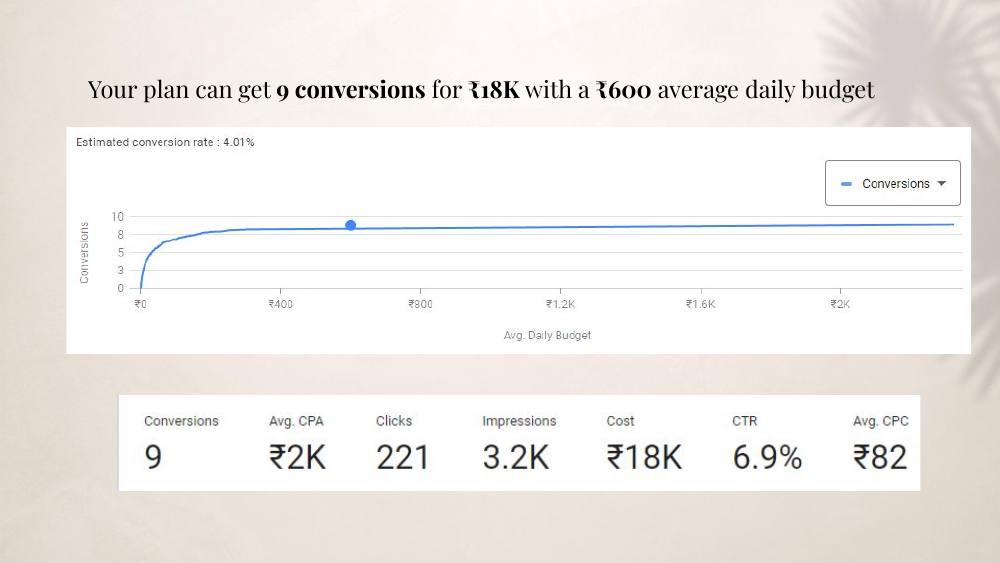 Your plan can get 9 conversions for ₹18K with a ₹600 average daily budget
Estimated conversion rate : 4.01%
Conversions
10
8
5
3
0
Conversions
₹0 ₹400 ₹800 ₹1.2K ₹1.6K ₹2K
Avg. Daily Budget
Conversions Avg. CPA Clicks Impressions Cost CTR Avg. CPC
9 ₹2K 221 3.2K ₹18K 6.9% ₹82